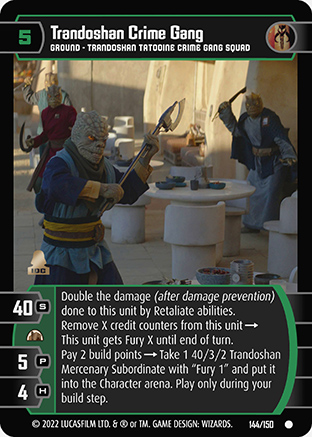 5
Trandoshan Crime Gang
GROUND - TRANDOSHAN TATOOINE CRIME GANG SQUAD
40 S
5 P
4 H
Double the damage (after damage prevention)
done to this unit by Retaliate abilities.
Remove X credit counters from this unit →
This unit gets Fury X until end of turn.
Pay 2 build points → Take 1 40/3/2 Trandoshan
Mercenary Subordinate with “Fury 1” and put it
into the Character arena. Play only during your
build step.
© 2022 LUCASFILM LTD. & ® or TM. GAME DESIGN: WIZARDS.
144/150